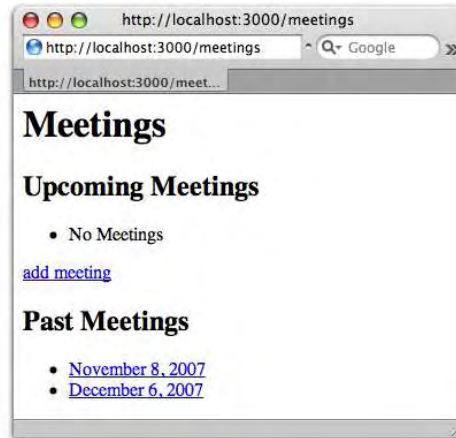 http://localhost:3000/meetings
http://localhost:3000/meetings
Google
http://localhost:3000/meet...
Meetings
Upcoming Meetings
• No Meetings
add meeting
Past Meetings
• November 8, 2007
• December 6, 2007